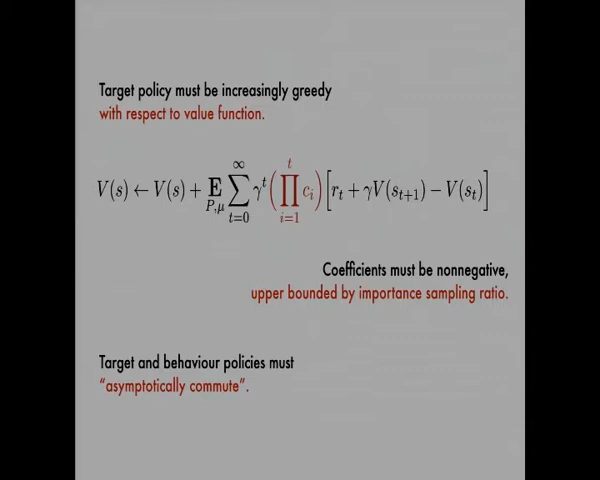 Target policy must be increasingly greedy
with respect to value function.
V(s) ← V(s) + E_{P,μ} ∑_{t=0}^{∞} γ^t (∏_{i=1}^{t} c_i) [r_t + γV(s_{t+1}) − V(s_t)]
Coefficients must be nonnegative,
upper bounded by importance sampling ratio.
Target and behaviour policies must
“asymptotically commute”.